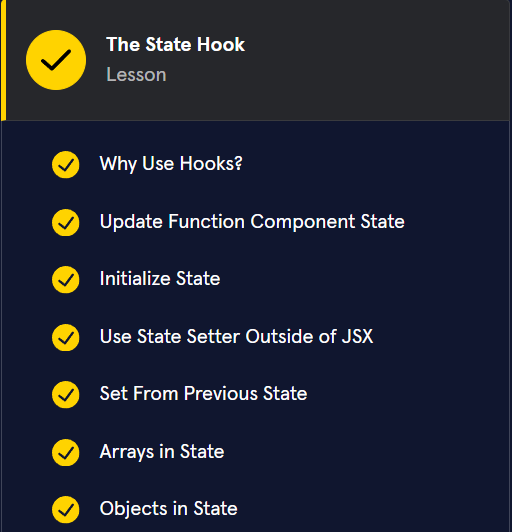 The State Hook
Lesson
Why Use Hooks?
Update Function Component State
Initialize State
Use State Setter Outside of JSX
Set From Previous State
Arrays in State
Objects in State